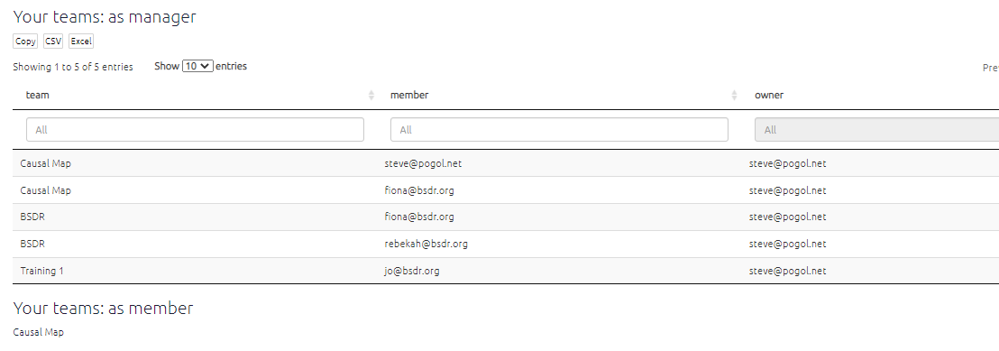 Your teams: as manager
Copy CSV Excel
Showing 1 to 5 of 5 entries Show 10 entries
team member owner
All All All
Causal Map steve@pogol.net steve@pogol.net
Causal Map fiona@bsdr.org steve@pogol.net
BSDR fiona@bsdr.org steve@pogol.net
BSDR rebekah@bsdr.org steve@pogol.net
Training 1 jo@bsdr.org steve@pogol.net
Your teams: as member
Causal Map